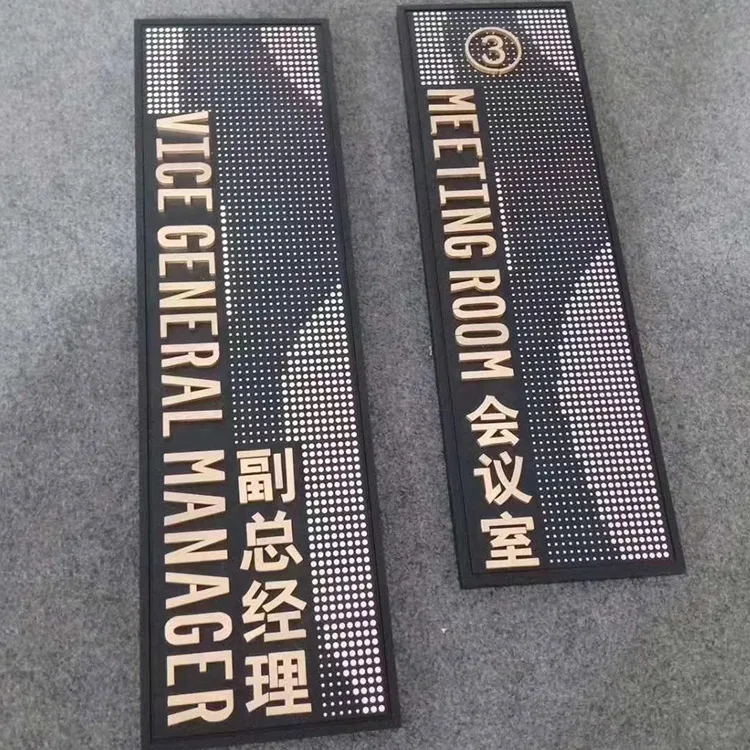 VICE GENERAL MANAGER
副总经理
3
MEETING ROOM
会议室